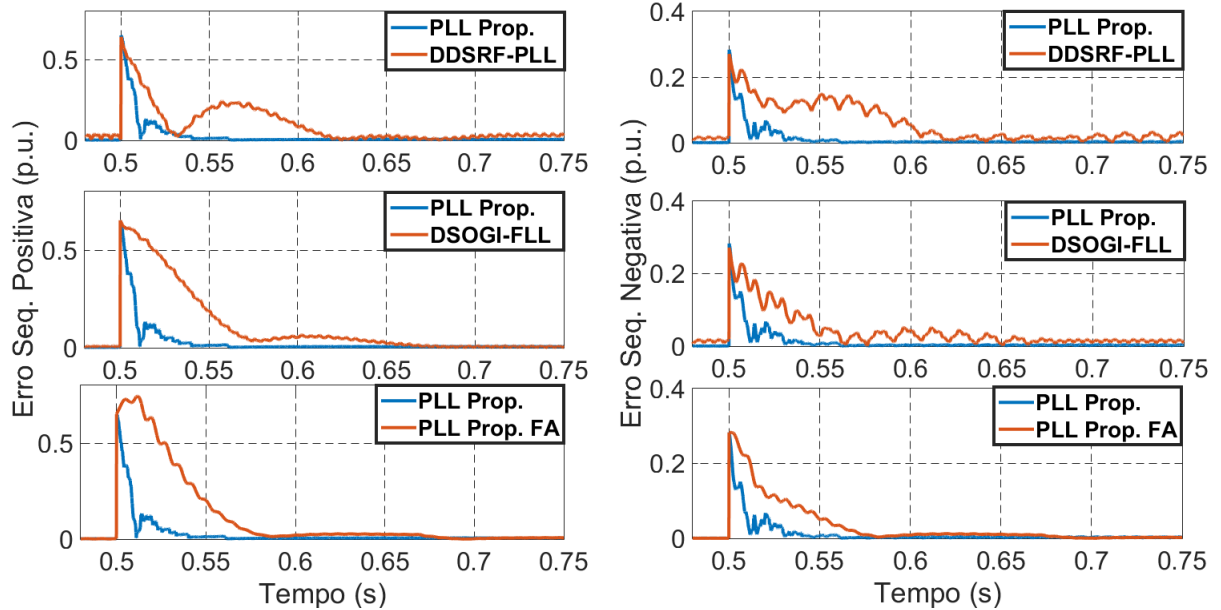 Erro Seq. Positiva (p.u.)
PLL Prop.
DDSRF-PLL
0.5
0
0.5 0.55 0.6 0.65 0.7 0.75
PLL Prop.
DSOGI-FLL
0.5
0
0.5 0.55 0.6 0.65 0.7 0.75
PLL Prop.
PLL Prop. FA
0.5
0
0.5 0.55 0.6 0.65 0.7 0.75
Tempo (s)
Erro Seq. Negativa (p.u.)
0.4
PLL Prop.
DDSRF-PLL
0.2
0
0.5 0.55 0.6 0.65 0.7 0.75
0.4
PLL Prop.
DSOGI-FLL
0.2
0
0.5 0.55 0.6 0.65 0.7 0.75
0.4
PLL Prop.
PLL Prop. FA
0.2
0
0.5 0.55 0.6 0.65 0.7 0.75
Tempo (s)